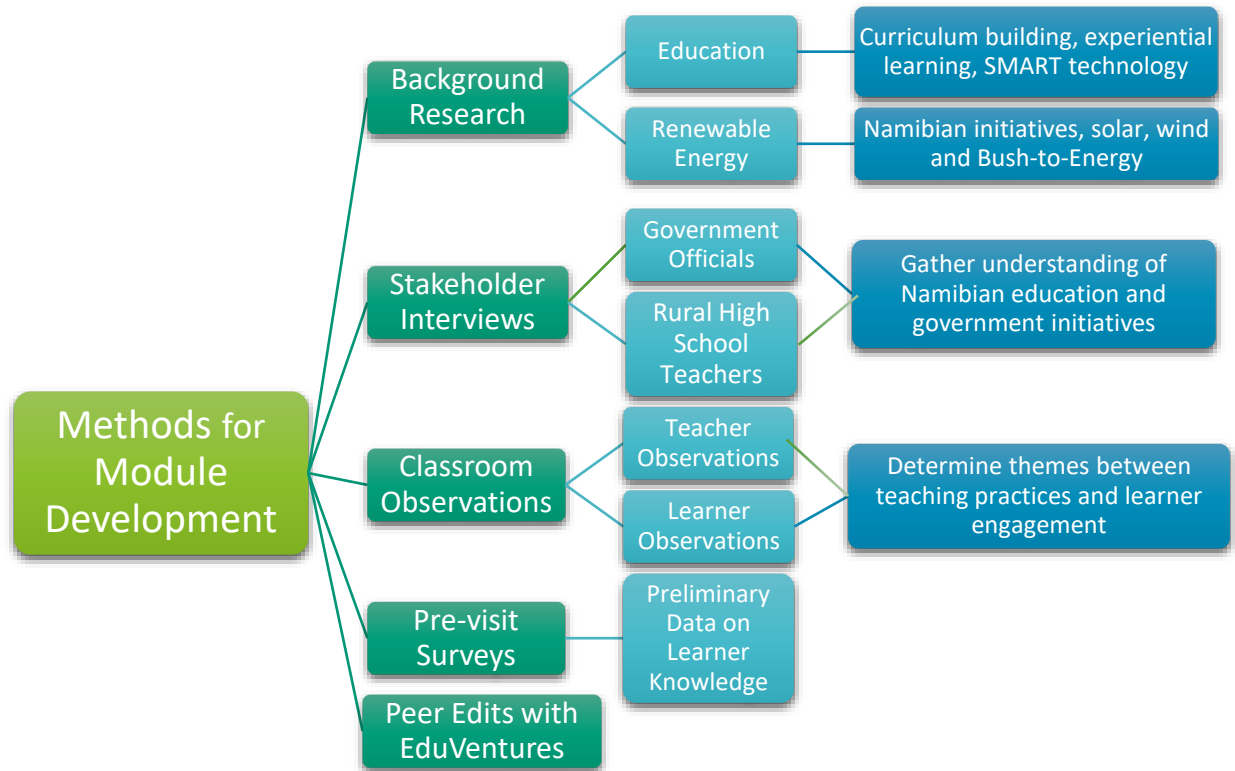 Methods for
Module
Development
Background
Research
Education
Curriculum building, experiential
learning, SMART technology
Renewable
Energy
Namibian initiatives, solar, wind
and Bush-to-Energy
Stakeholder
Interviews
Government
Officials
Rural High
School
Teachers
Gather understanding of
Namibian education and
government initiatives
Classroom
Observations
Teacher
Observations
Learner
Observations
Determine themes between
teaching practices and learner
engagement
Pre-visit
Surveys
Preliminary
Data on
Learner
Knowledge
Peer Edits with
EduVentures